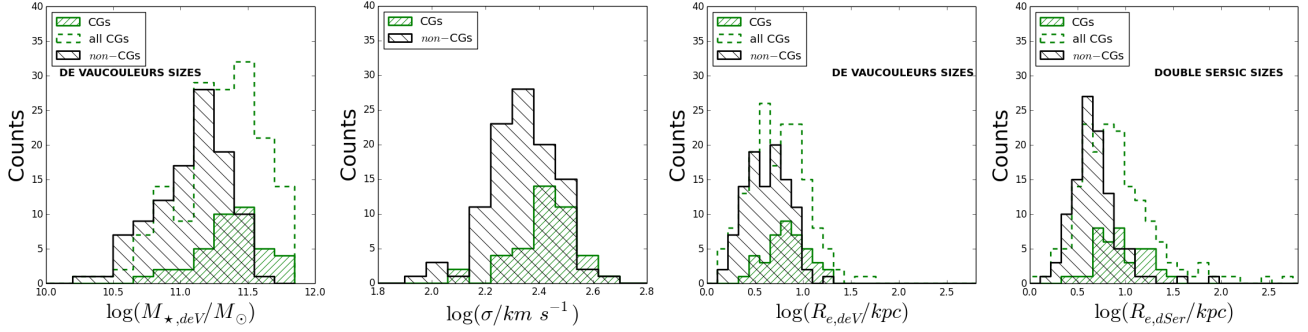 40
35
30
25
20
15
10
5
0
Counts
CGs
all CGs
non−CGs
DE VAUCOULEURS SIZES
10.0 10.5 11.0 11.5 12.0
log(M⋆,deV/M⊙)
40
35
30
25
20
15
10
5
0
Counts
CGs
non−CGs
1.8 2.0 2.2 2.4 2.6 2.8
log(σ/km s−1)
40
35
30
25
20
15
10
5
0
Counts
CGs
all CGs
non−CGs
DE VAUCOULEURS SIZES
0.0 0.5 1.0 1.5 2.0 2.5
log(Re,deV/kpc)
40
35
30
25
20
15
10
5
0
Counts
CGs
all CGs
non−CGs
DOUBLE SERSIC SIZES
0.0 0.5 1.0 1.5 2.0 2.5
log(Re,dSer/kpc)